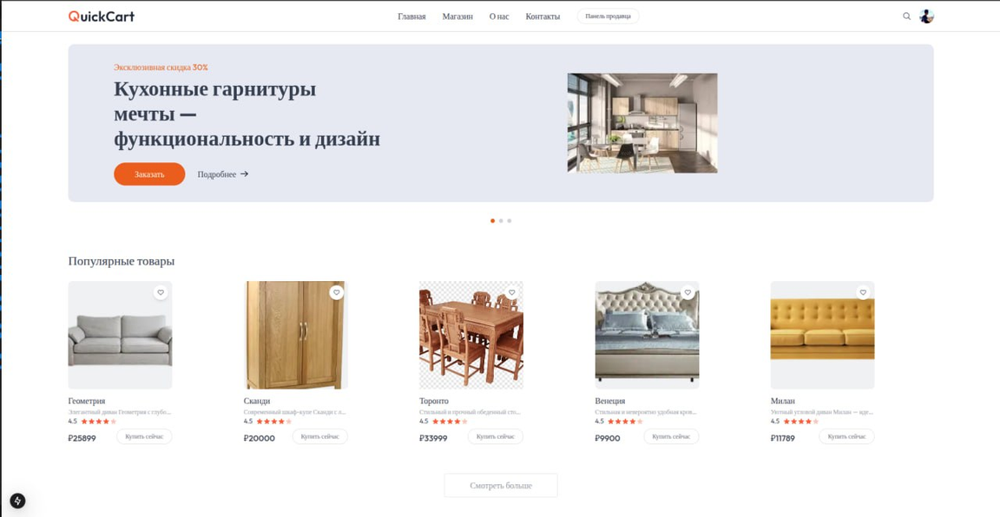 QuickCart
Главная Магазин О нас Контакты Панель продавца
Эксклюзивная скидка 30%
Кухонные гарнитуры
мечты —
функциональность и дизайн
Заказать Подробнее →
Популярные товары
Геометрия Сканди Торонто Венеция Милан
Элегантный диван Геометрия с глубо... Современный шкаф-купе Сканди с п... Стильный и прочный обеденный сто... Стильная и невероятно удобная кров... Уютный угловой диван Милан — иде...
4.5 4.5 4.5 4.5 4.5
₽25899 Купить сейчас ₽20000 Купить сейчас ₽33999 Купить сейчас ₽9900 Купить сейчас ₽11789 Купить сейчас
Смотреть больше